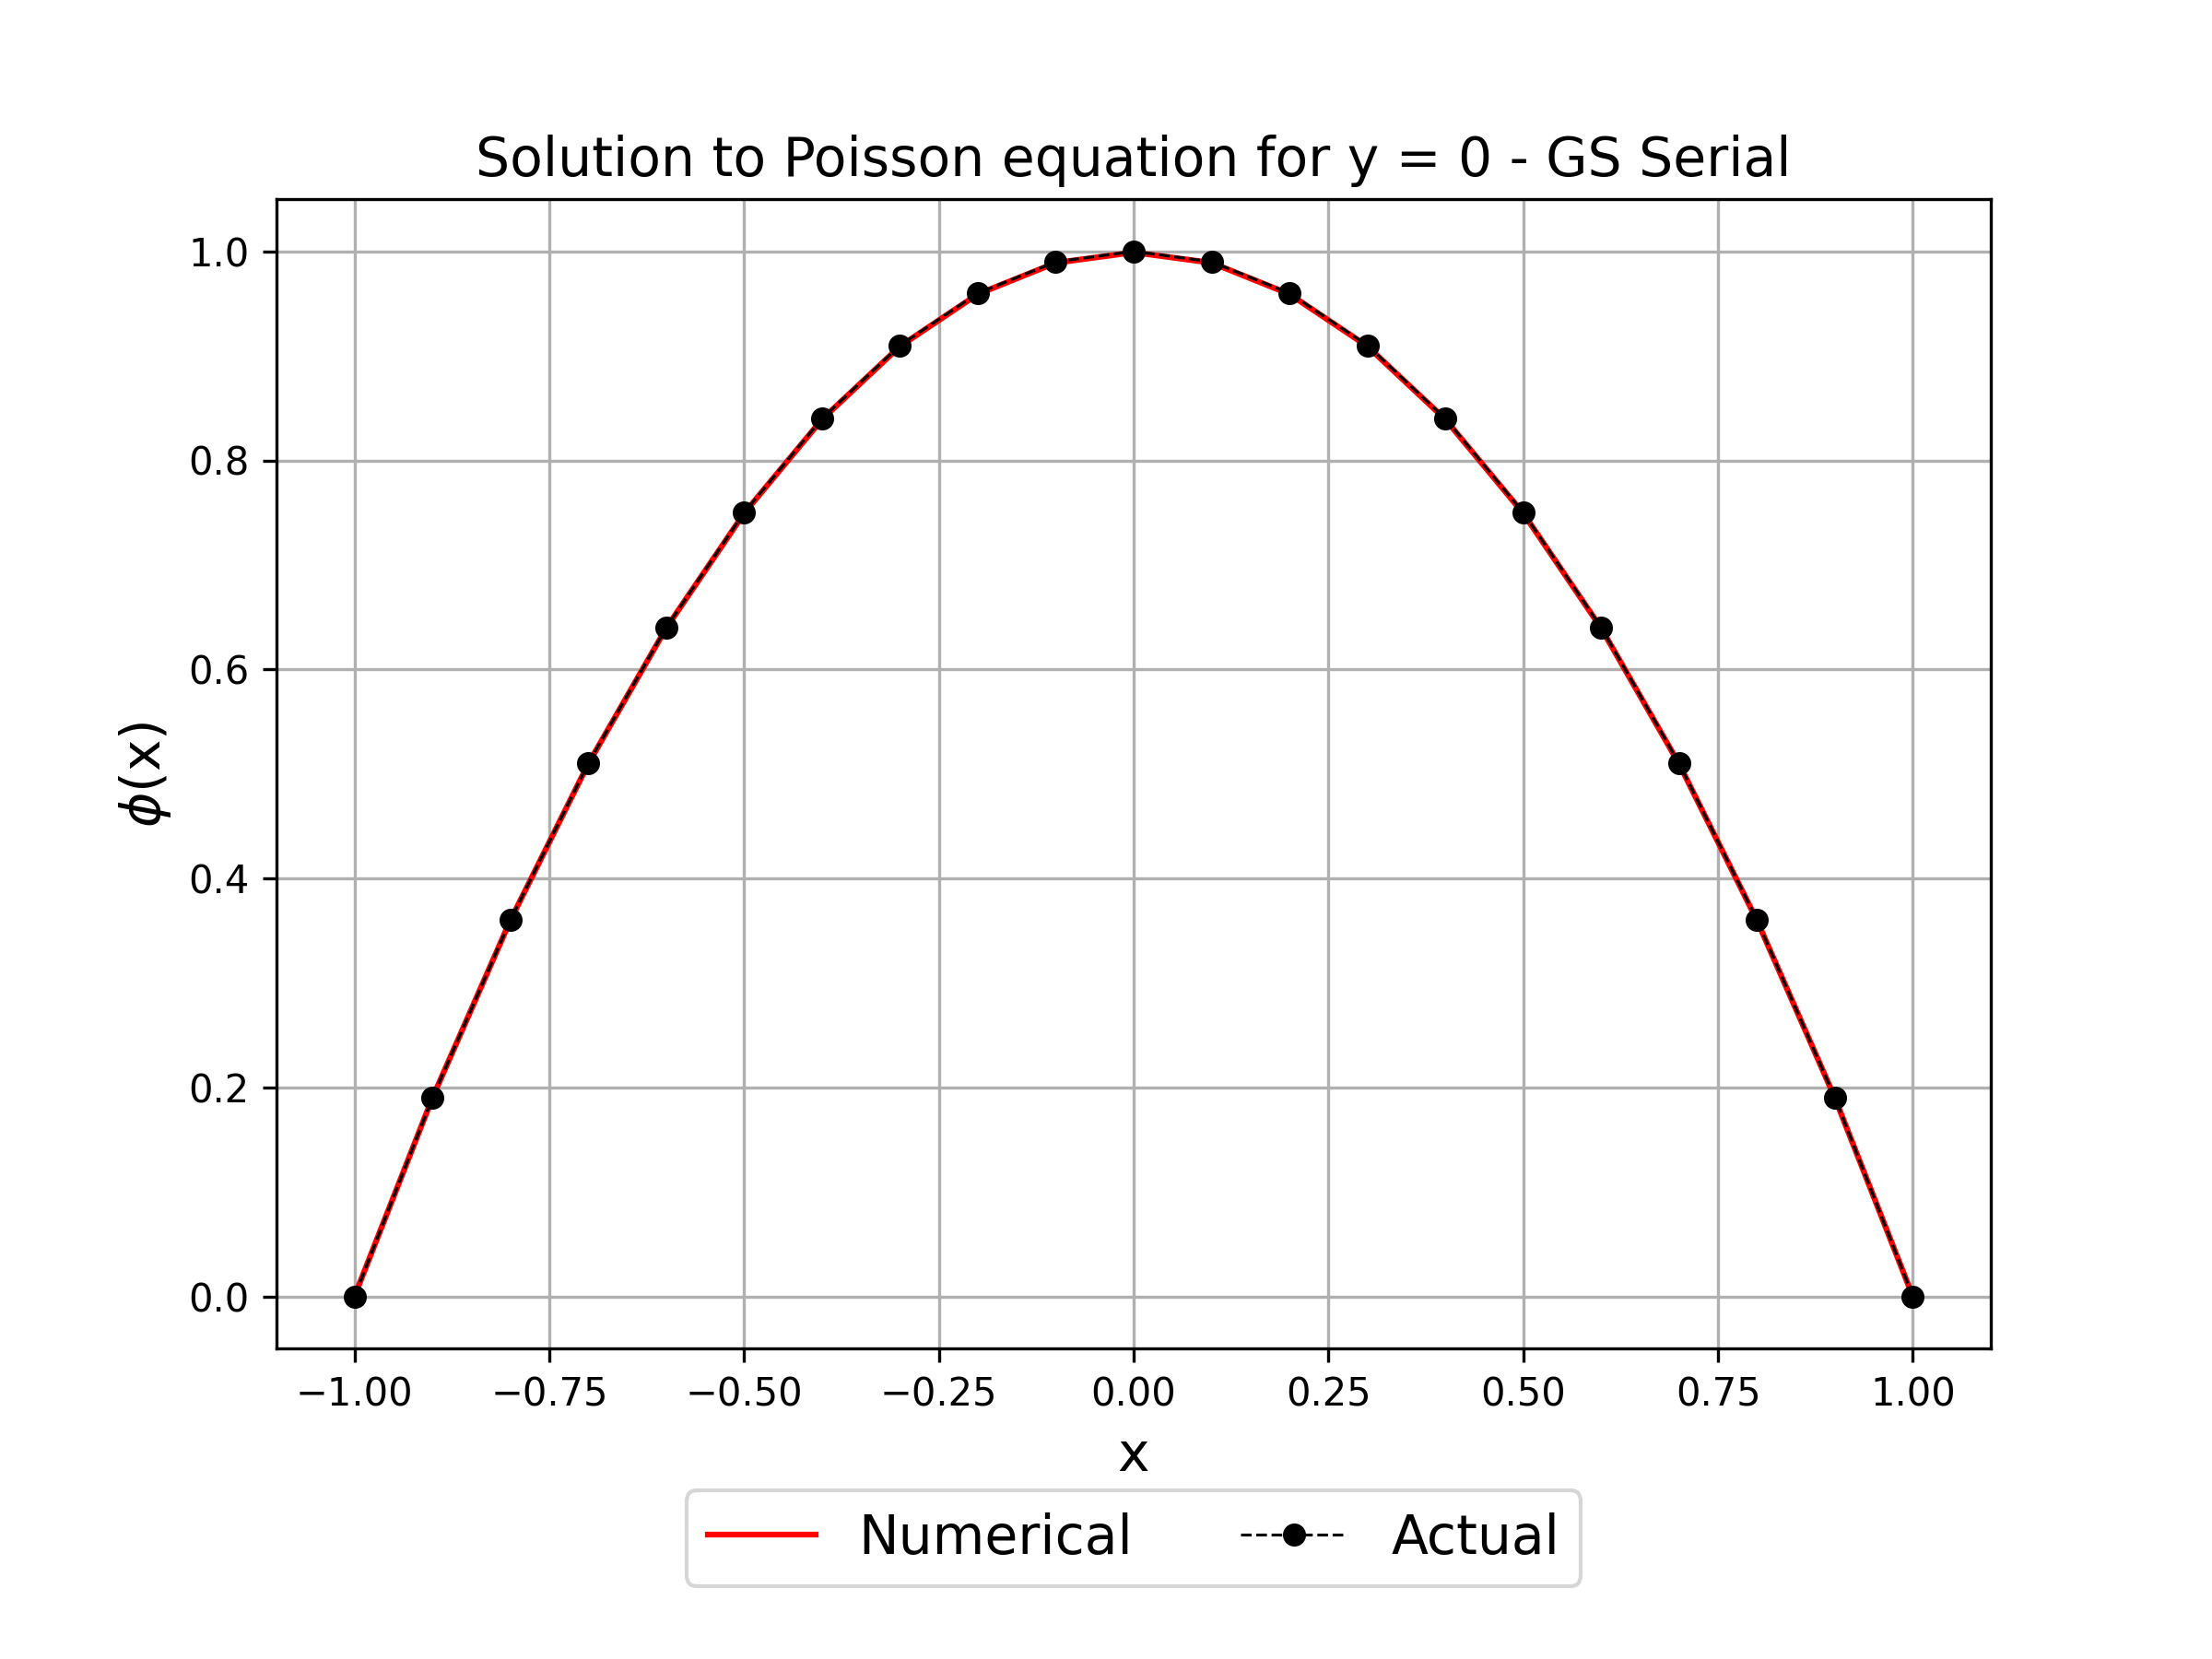 Solution to Poisson equation for y = 0 - GS Serial
1.0
0.8
0.6
0.4
0.2
0.0
ϕ(x)
−1.00 −0.75 −0.50 −0.25 0.00 0.25 0.50 0.75 1.00
x
Numerical Actual